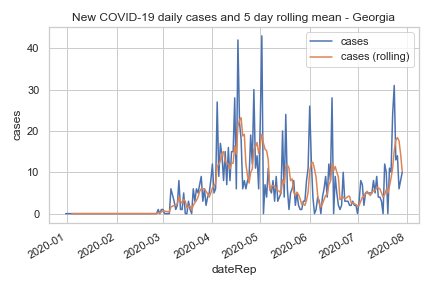 New COVID-19 daily cases and 5 day rolling mean - Georgia
cases
cases (rolling)
40
30
20
10
0
cases
2020-01
2020-02
2020-03
2020-04
2020-05
2020-06
2020-07
2020-08
dateRep